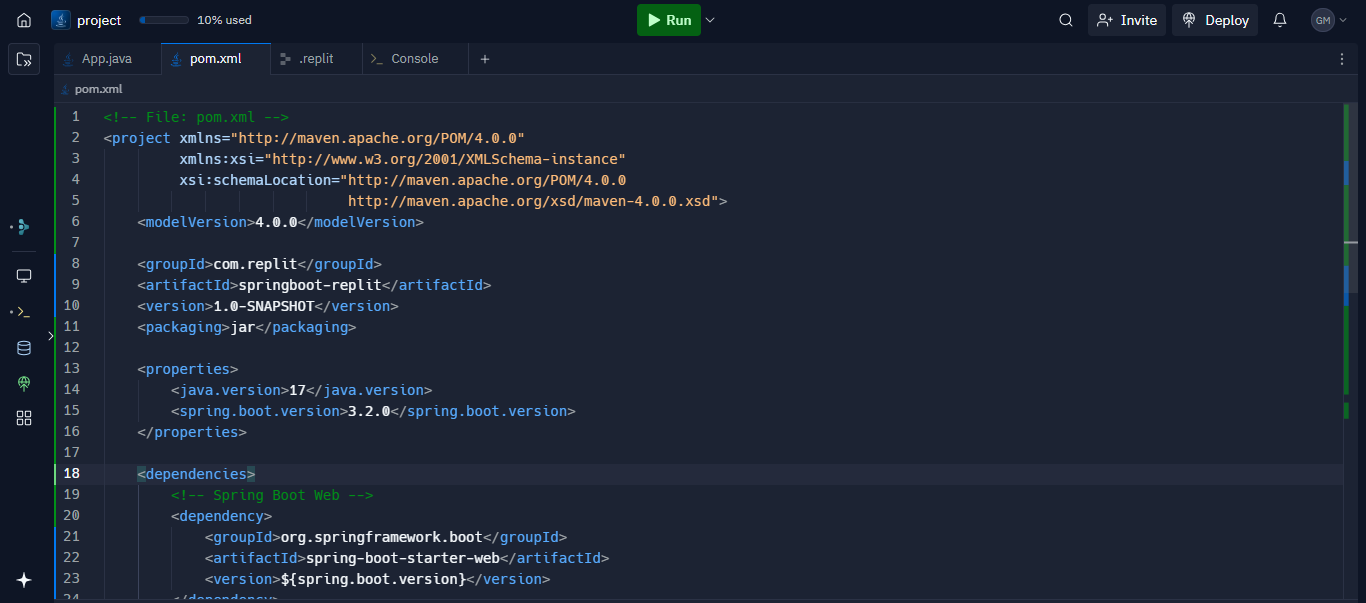 project 10% used Run Invite Deploy GM
App.java pom.xml .replit Console
pom.xml
1 <!-- File: pom.xml -->
2 <project xmlns="http://maven.apache.org/POM/4.0.0"
3 xmlns:xsi="http://www.w3.org/2001/XMLSchema-instance"
4 xsi:schemaLocation="http://maven.apache.org/POM/4.0.0
5 http://maven.apache.org/xsd/maven-4.0.0.xsd">
6 <modelVersion>4.0.0</modelVersion>
7
8 <groupId>com.replit</groupId>
9 <artifactId>springboot-replit</artifactId>
10 <version>1.0-SNAPSHOT</version>
11 <packaging>jar</packaging>
12
13 <properties>
14 <java.version>17</java.version>
15 <spring.boot.version>3.2.0</spring.boot.version>
16 </properties>
17
18 <dependencies>
19 <!-- Spring Boot Web -->
20 <dependency>
21 <groupId>org.springframework.boot</groupId>
22 <artifactId>spring-boot-starter-web</artifactId>
23 <version>${spring.boot.version}</version>
24 </dependency>